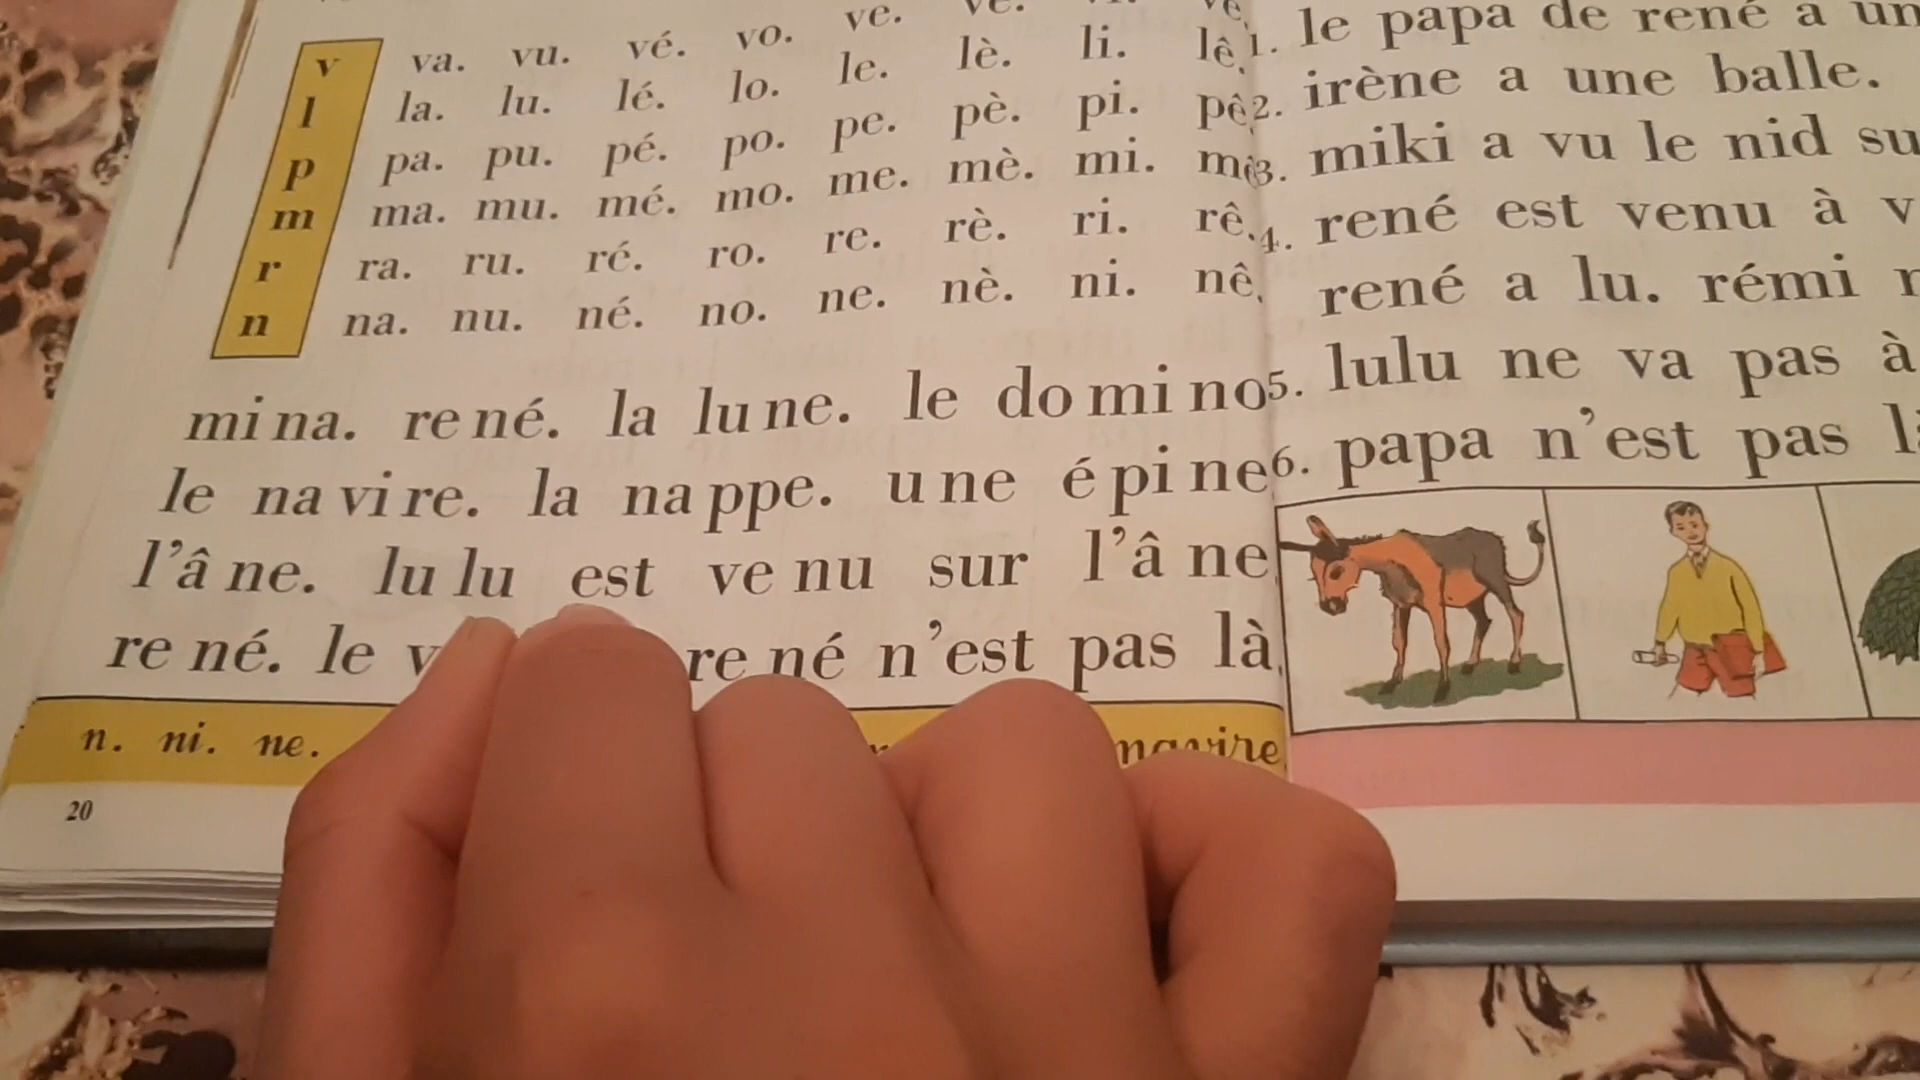 v va. vu. vé. vo. ve.
l la. lu. lé. lo. le. lè. li. lê.
p pa. pu. pé. po. pe. pè. pi. pê.
m ma. mu. mé. mo. me. mè. mi.
r ra. ru. ré. ro. re. rè. ri. rê.
n na. nu. né. no. ne. nè. ni. nê.
mi na. re né. la lu ne. le do mi no
le na vi re. la na ppe. u ne é pi ne
l'â ne. lu lu est ve nu sur l'â ne
re né. le re né n'est pas là
n. ni. ne. navire
20
1. le papa de rené a un
2. irène a une balle.
3. miki a vu le nid
4. rené est venu à
rené a lu. rémi
5. lulu ne va pas à
6. papa n'est pas